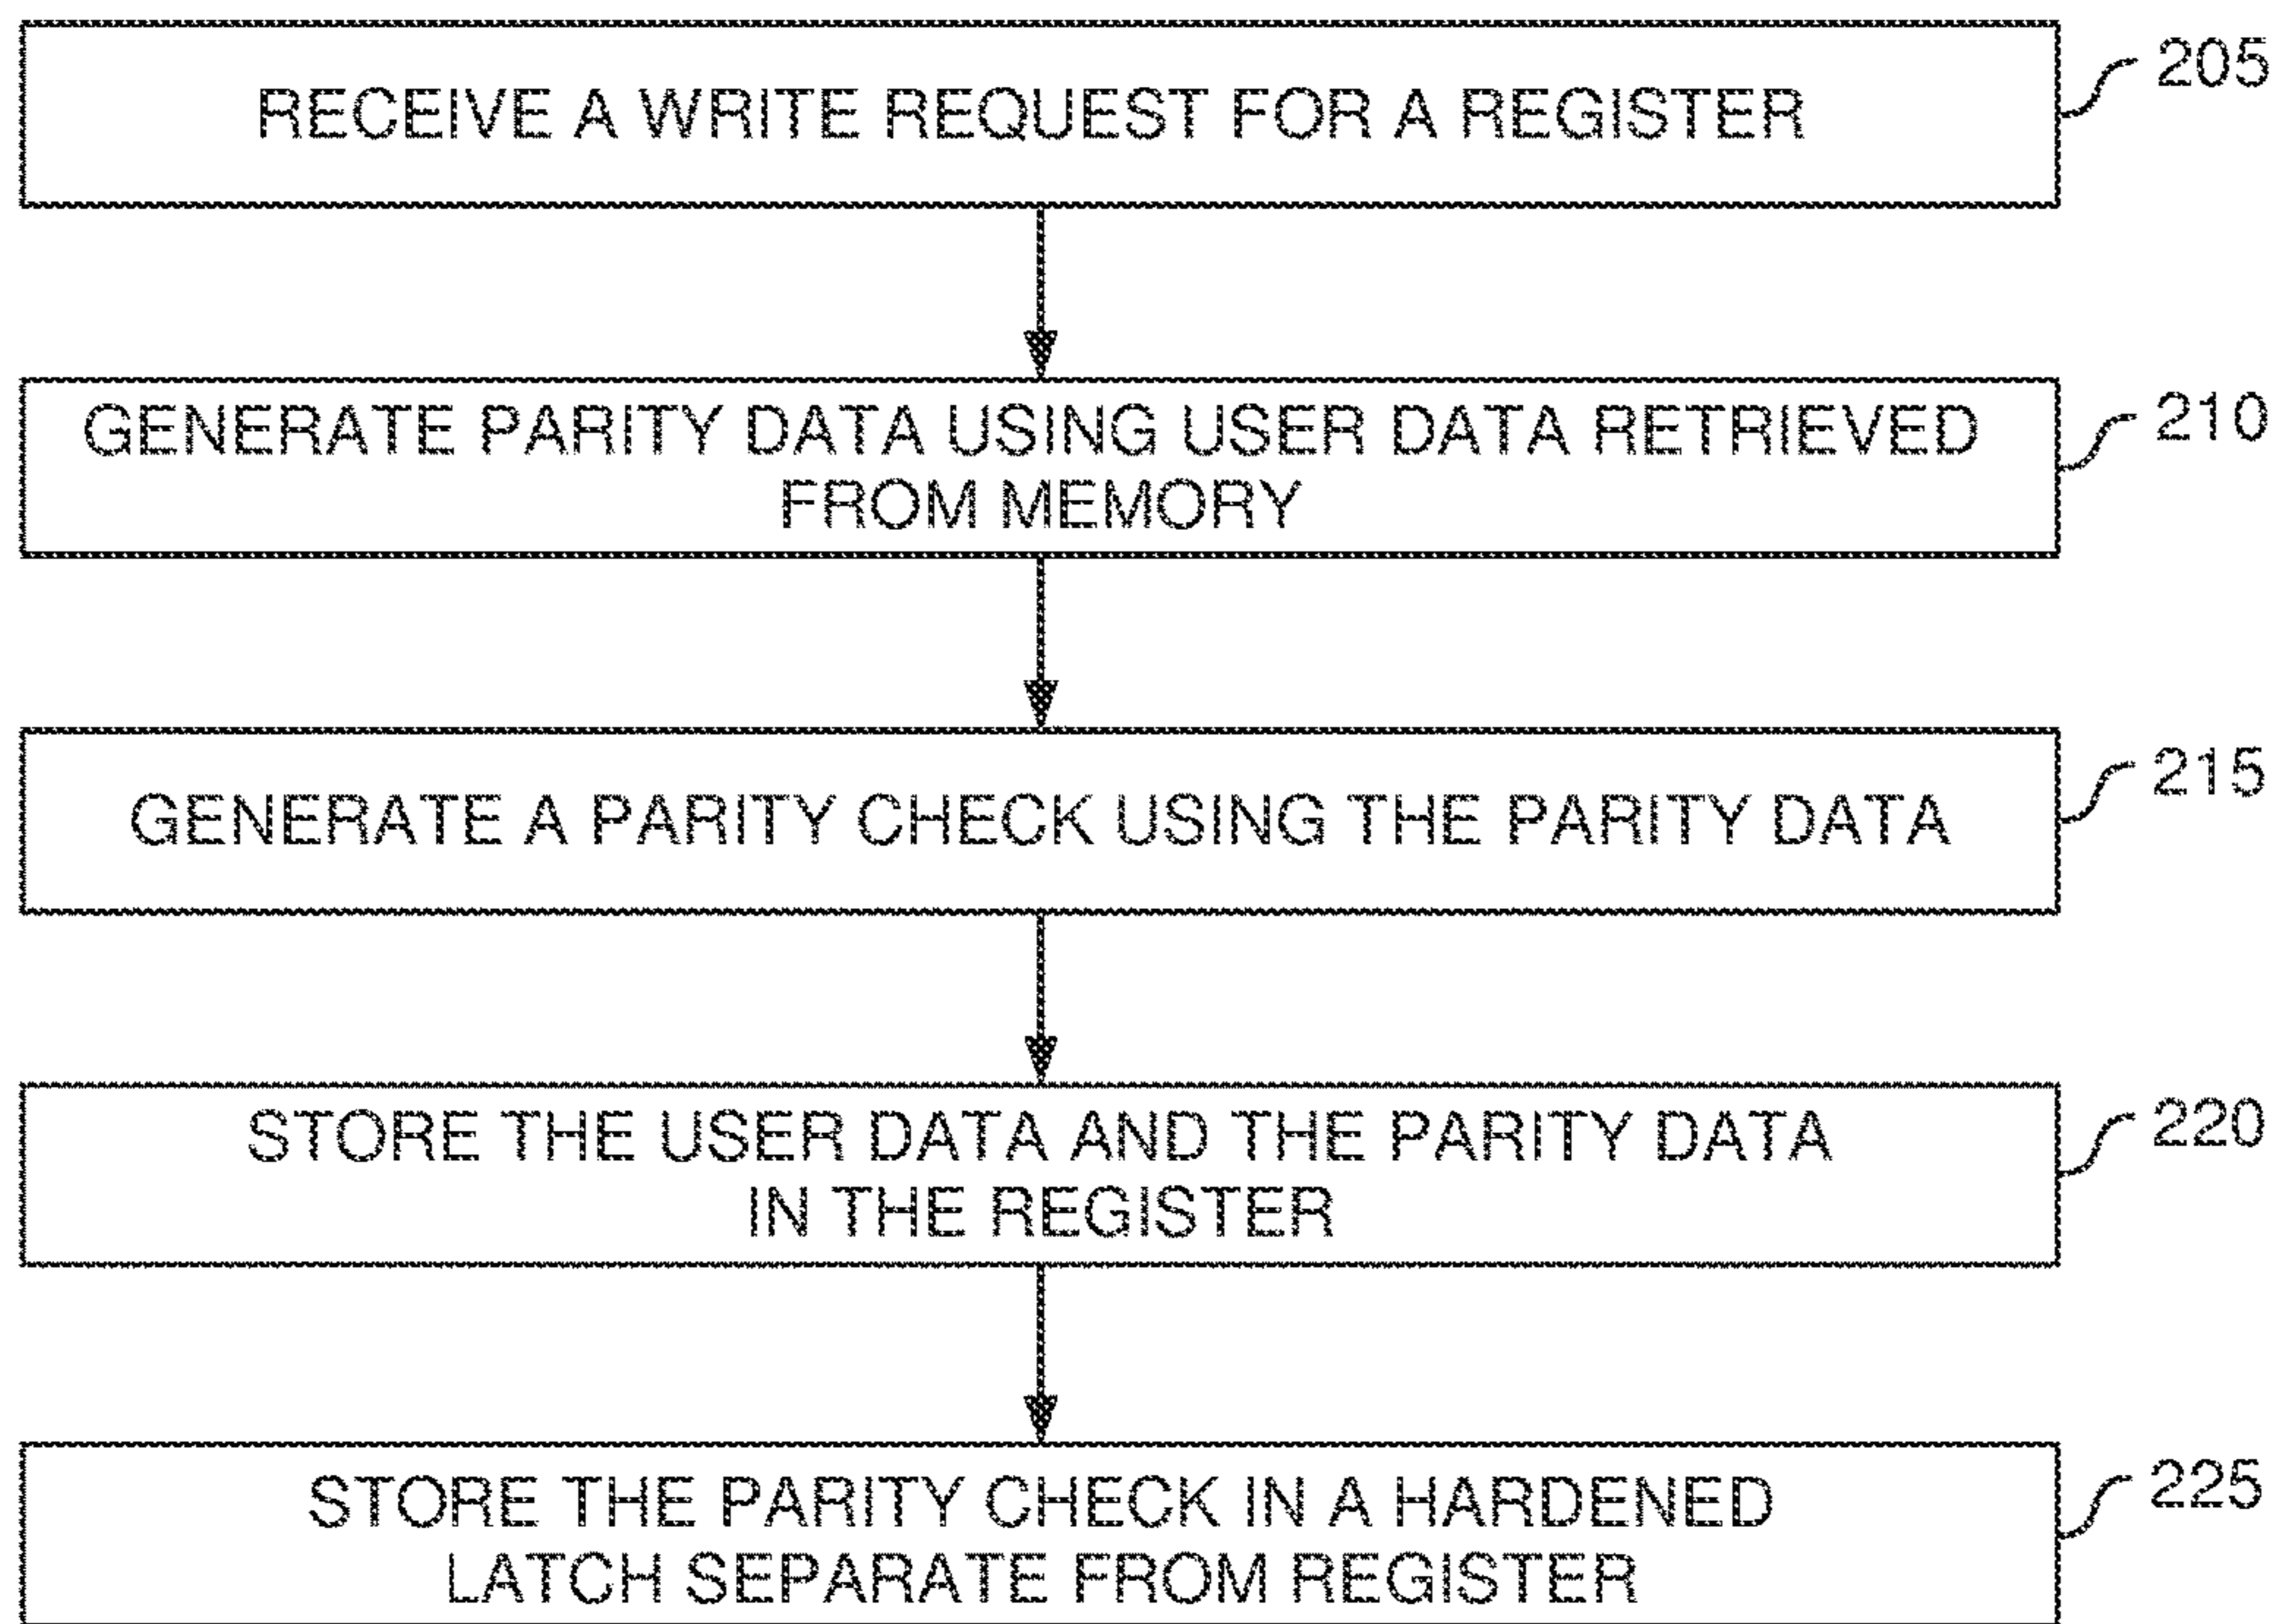 RECEIVE A WRITE REQUEST FOR A REGISTER
205
GENERATE PARITY DATA USING USER DATA RETRIEVED
FROM MEMORY
210
GENERATE A PARITY CHECK USING THE PARITY DATA
215
STORE THE USER DATA AND THE PARITY DATA
IN THE REGISTER
220
STORE THE PARITY CHECK IN A HARDENED
LATCH SEPARATE FROM REGISTER
225